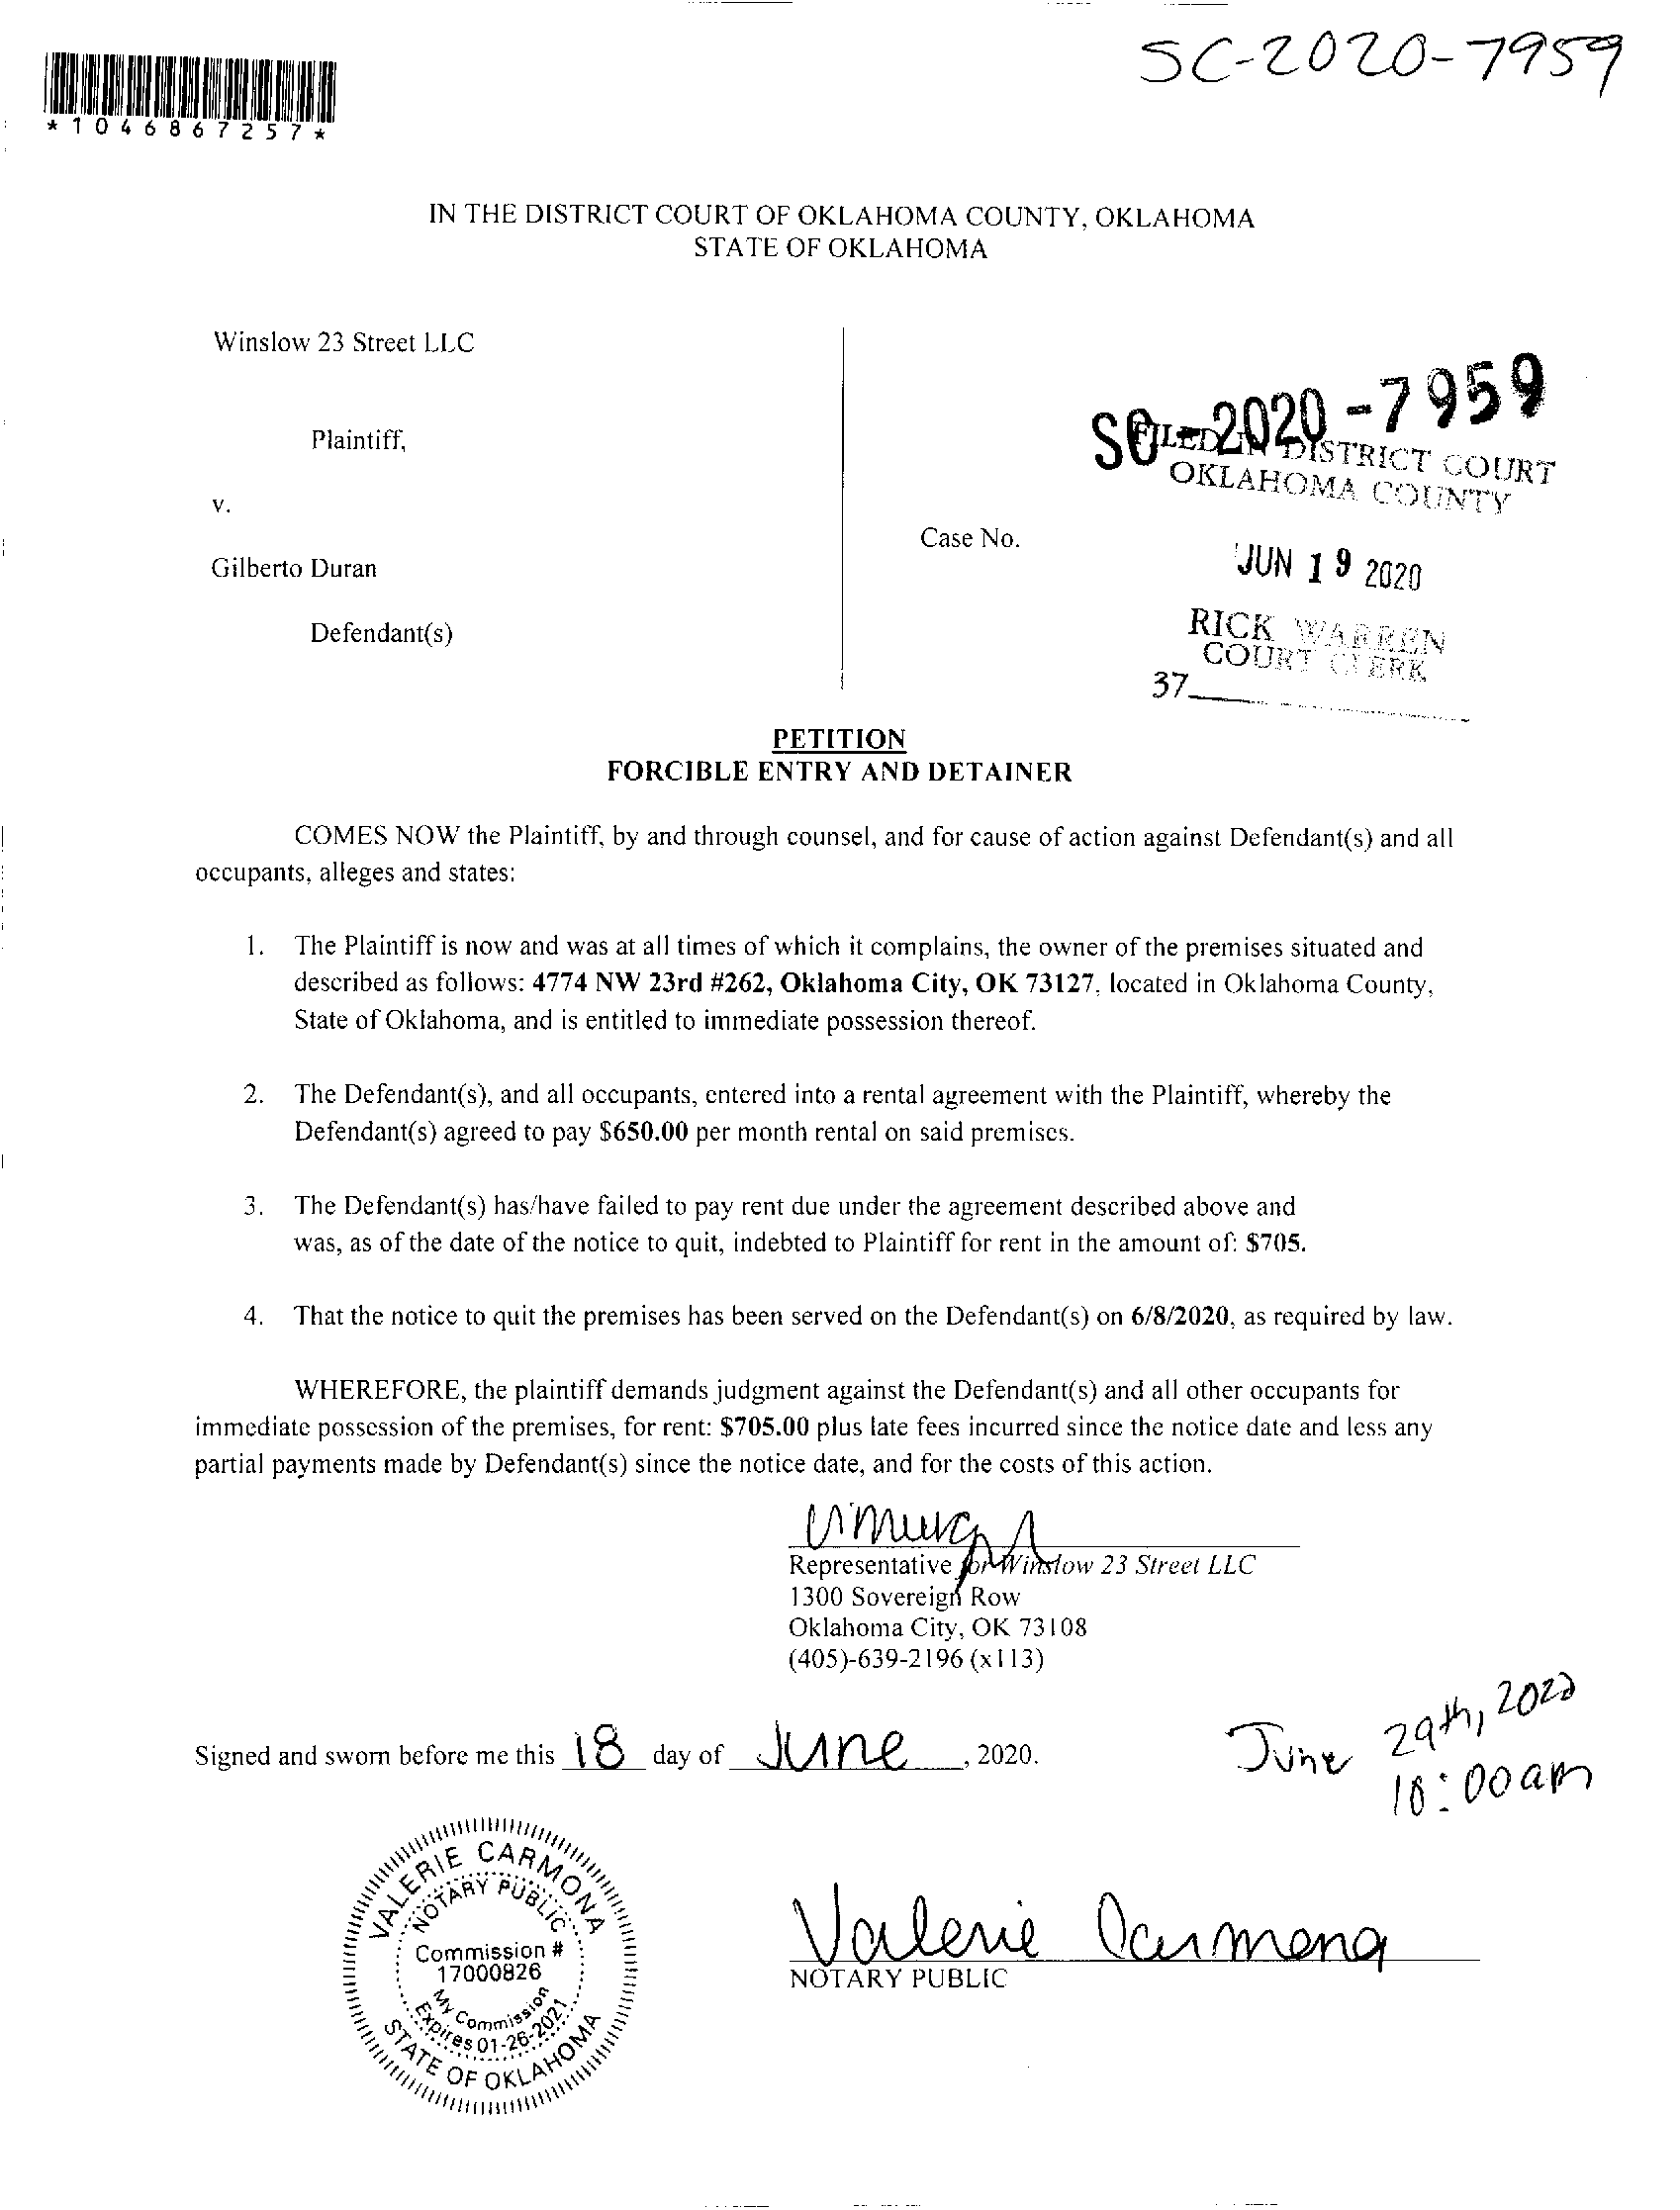 SC-2020-7959
*1046867257*
IN THE DISTRICT COURT OF OKLAHOMA COUNTY, OKLAHOMA
STATE OF OKLAHOMA
Winslow 23 Street LLC
Plaintiff,
v.
Gilberto Duran
Defendant(s)
Case No.
SC-2020-7959
FILED IN DISTRICT COURT
OKLAHOMA COUNTY
JUN 19 2020
RICK WARREN
COURT CLERK
37
PETITION
FORCIBLE ENTRY AND DETAINER
COMES NOW the Plaintiff, by and through counsel, and for cause of action against Defendant(s) and all
occupants, alleges and states:
1. The Plaintiff is now and was at all times of which it complains, the owner of the premises situated and
described as follows: 4774 NW 23rd #262, Oklahoma City, OK 73127, located in Oklahoma County,
State of Oklahoma, and is entitled to immediate possession thereof.
2. The Defendant(s), and all occupants, entered into a rental agreement with the Plaintiff, whereby the
Defendant(s) agreed to pay $650.00 per month rental on said premises.
3. The Defendant(s) has/have failed to pay rent due under the agreement described above and
was, as of the date of the notice to quit, indebted to Plaintiff for rent in the amount of: $705.
4. That the notice to quit the premises has been served on the Defendant(s) on 6/8/2020, as required by law.
WHEREFORE, the plaintiff demands judgment against the Defendant(s) and all other occupants for
immediate possession of the premises, for rent: $705.00 plus late fees incurred since the notice date and less any
partial payments made by Defendant(s) since the notice date, and for the costs of this action.
Representative for Winslow 23 Street LLC
1300 Sovereign Row
Oklahoma City, OK 73108
(405)-639-2196 (x113)
Signed and sworn before me this 18 day of June, 2020.
June 29th, 2020
10:00am
VALERIE CARMONA
NOTARY PUBLIC
Commission #
17000826
My Commission
Expires 01-26-2021
STATE OF OKLAHOMA
Valerie Carmona
NOTARY PUBLIC